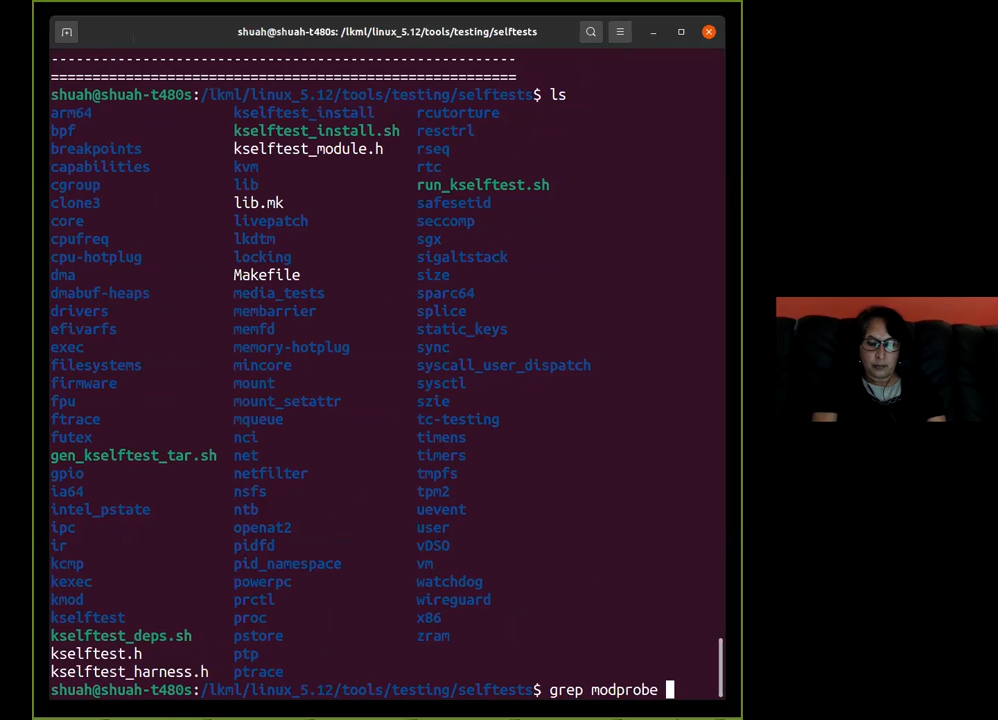 shuah@shuah-t480s: /lkml/linux_5.12/tools/testing/selftests
--------------------------------------------------------
========================================================
shuah@shuah-t480s:/lkml/linux_5.12/tools/testing/selftests$ ls
arm64 kselftest_install rcutorture
bpf kselftest_install.sh resctrl
breakpoints kselftest_module.h rseq
capabilities kvm rtc
cgroup lib run_kselftest.sh
clone3 lib.mk safesetid
core livepatch seccomp
cpufreq lkdtm sgx
cpu-hotplug locking sigaltstack
dma Makefile size
dmabuf-heaps media_tests sparc64
drivers membarrier splice
efivarfs memfd static_keys
exec memory-hotplug sync
filesystems mincore syscall_user_dispatch
firmware mount sysctl
fpu mount_setattr szie
ftrace mqueue tc-testing
futex nci timens
gen_kselftest_tar.sh net timers
gpio netfilter tmpfs
ia64 nsfs tpm2
intel_pstate ntb uevent
ipc openat2 user
ir pidfd vDSO
kcmp pid_namespace vm
kexec powerpc watchdog
kmod prctl wireguard
kselftest proc x86
kselftest_deps.sh pstore zram
kselftest.h ptp
kselftest_harness.h ptrace
shuah@shuah-t480s:/lkml/linux_5.12/tools/testing/selftests$ grep modprobe